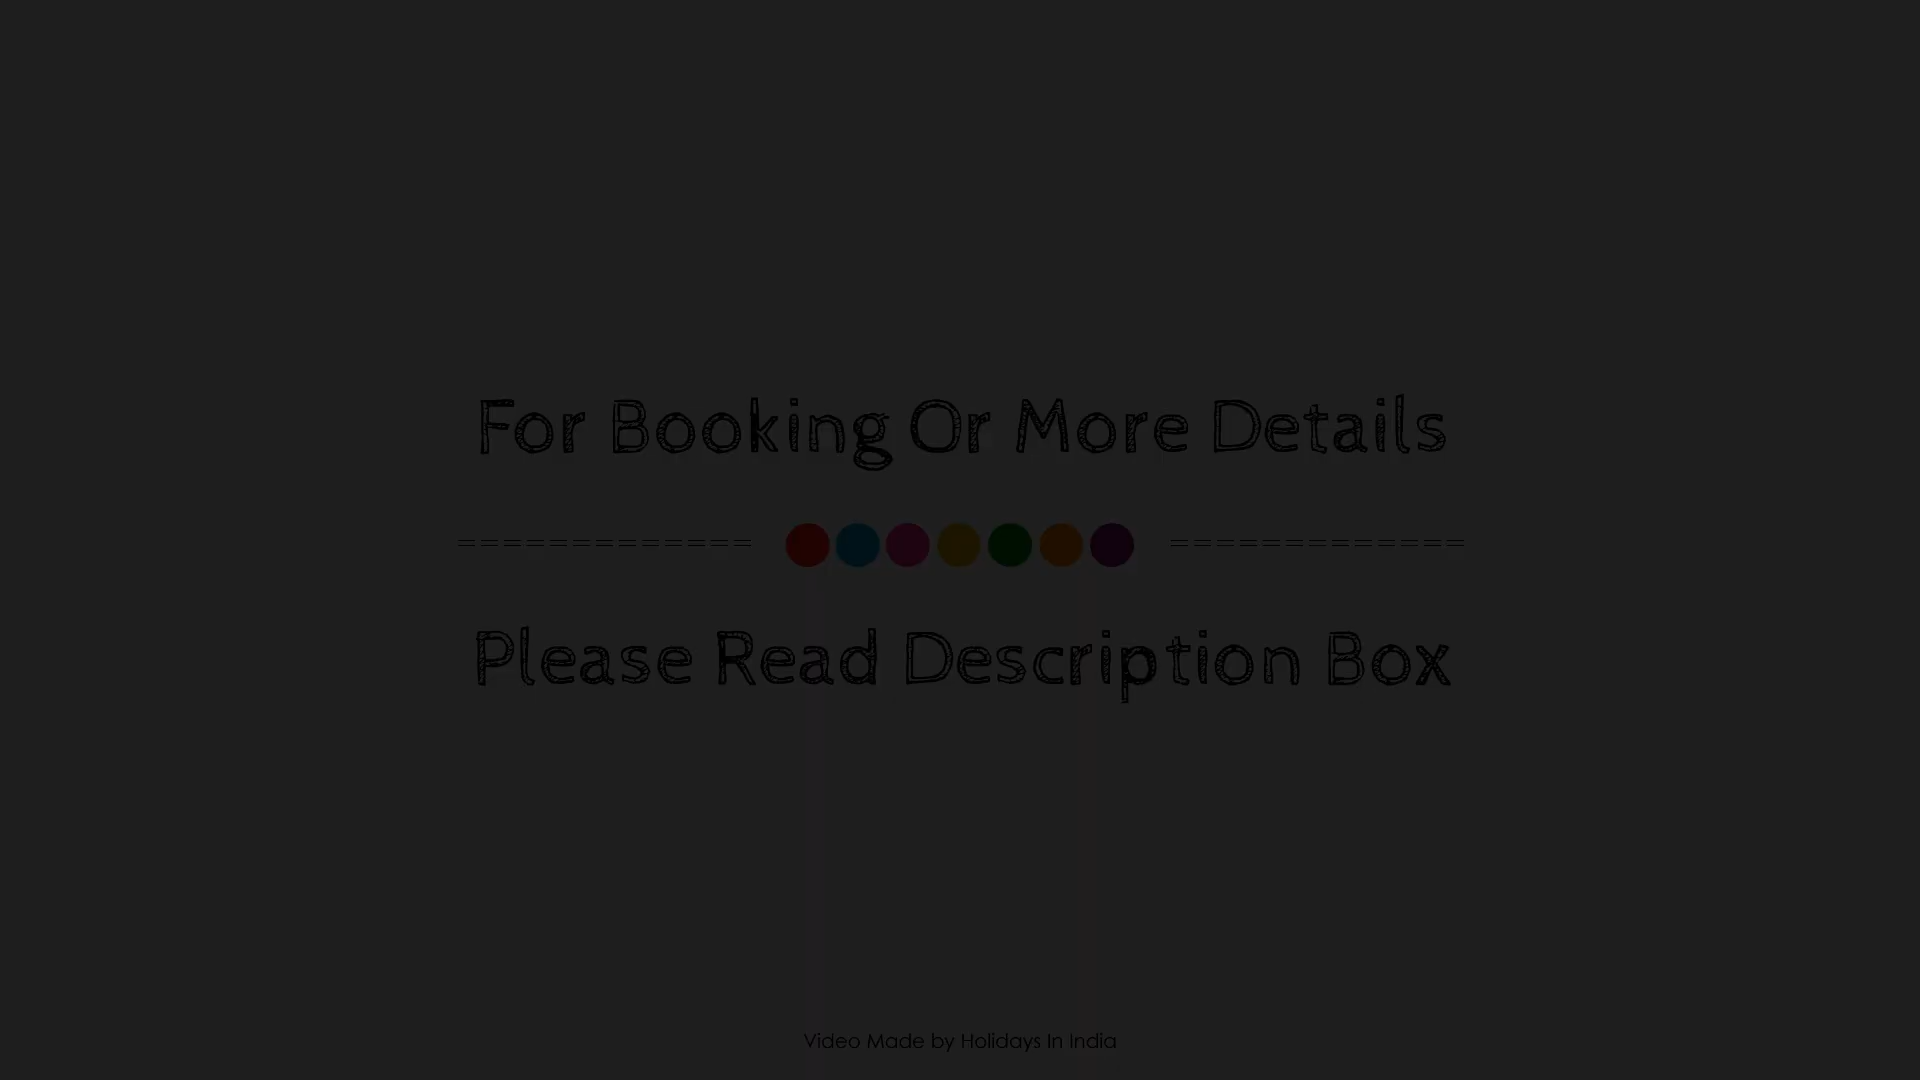 For Booking Or More Details
============= =============
Please Read Description Box
Video Made by Holidays In India